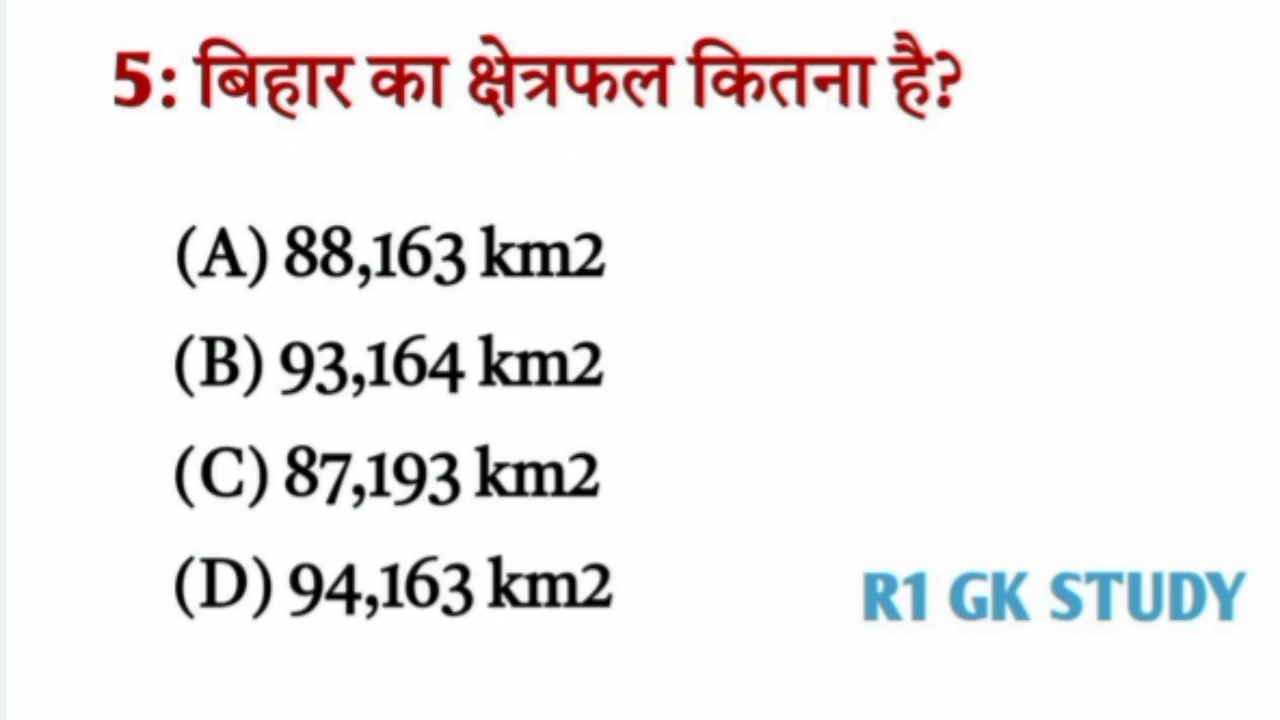 5: बिहार का क्षेत्रफल कितना है?
(A) 88,163 km2
(B) 93,164 km2
(C) 87,193 km2
(D) 94,163 km2
R1 GK STUDY